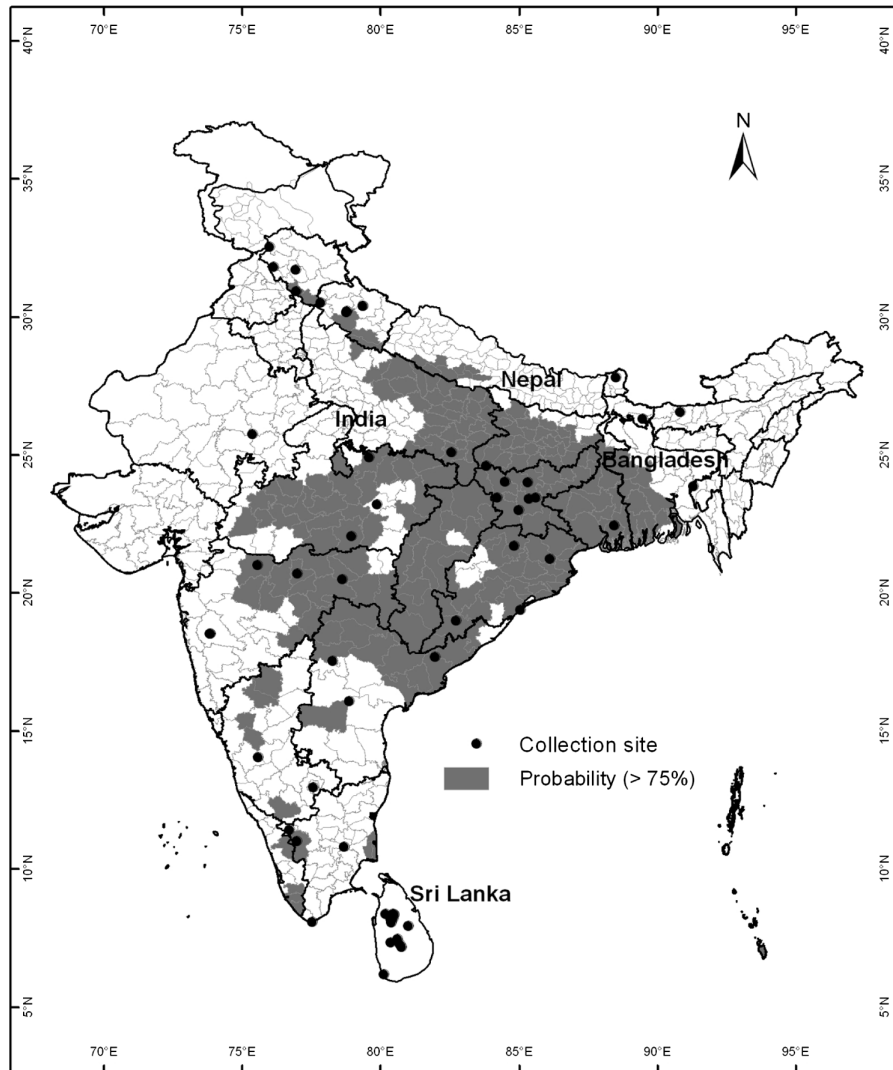 70°N 75°N 80°N 85°N 90°N 95°N
40°N 40°N
N
35°N 35°N
30°N 30°N
Nepal
India
25°N 25°N
Bangladesh
20°N 20°N
15°N 15°N
Collection site
Probability (> 75%)
10°N 10°N
Sri Lanka
5°N 5°N
70°E 75°E 80°E 85°E 90°E 95°E